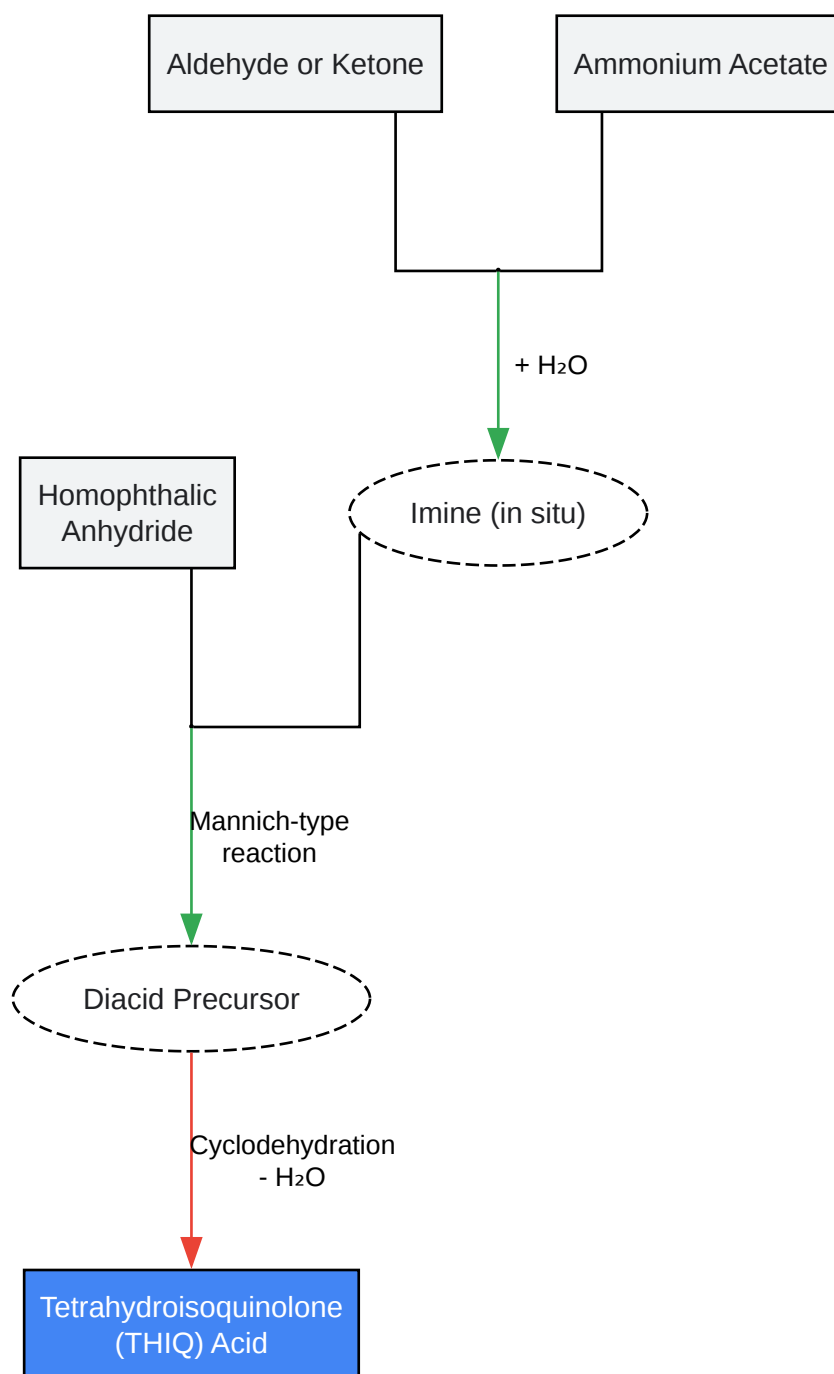 Aldehyde or Ketone
Ammonium Acetate
+ H₂O
Homophthalic
Anhydride
Imine (in situ)
Mannich-type
reaction
Diacid Precursor
Cyclodehydration
- H₂O
Tetrahydroisoquinolone
(THIQ) Acid